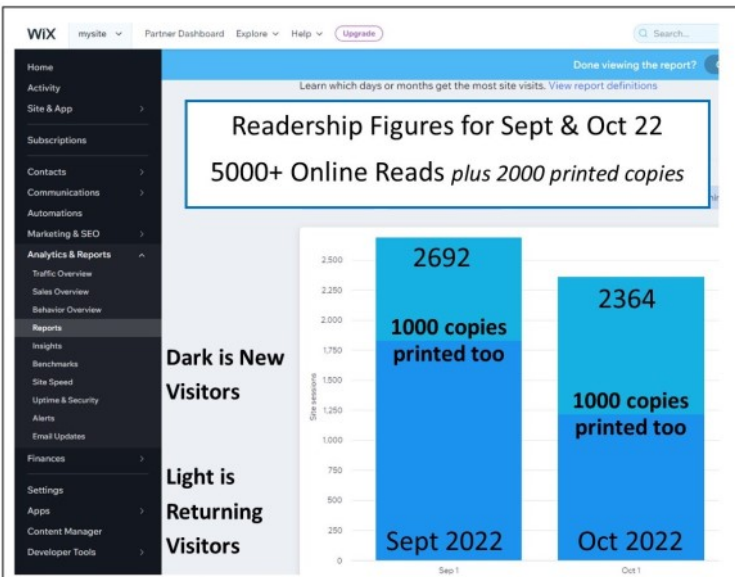 WiX mysite Partner Dashboard Explore Help Upgrade Search...
Done viewing the report?
Learn which days or months get the most site visits. View report definitions
Home
Activity
Site & App
Subscriptions
Contacts
Communications
Automations
Marketing & SEO
Analytics & Reports
Traffic Overview
Sales Overview
Behavior Overview
Reports
Insights
Benchmarks
Site Speed
Uptime & Security
Alerts
Email Updates
Finances
Settings
Apps
Content Manager
Developer Tools
Readership Figures for Sept & Oct 22
5000+ Online Reads plus 2000 printed copies
Dark is New
Visitors
Light is
Returning
Visitors
Site sessions
2,500
2,250
2,000
1,750
1,500
1,250
1,000
750
500
250
0
2692
1000 copies
printed too
Sept 2022
Sep 1
2364
1000 copies
printed too
Oct 2022
Oct 1